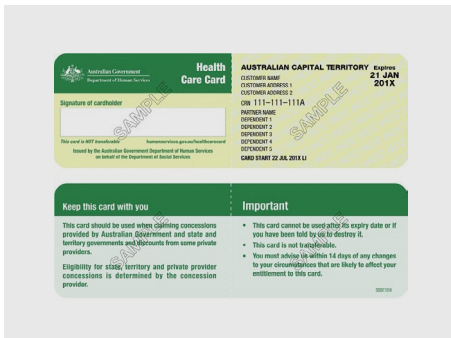 Australian Government
Department of Human Services
Health
Care Card
Signature of cardholder
SAMPLE
This card is NOT transferable
humanservices.gov.au/healthcarecard
Issued by the Australian Government Department of Human Services
on behalf of the Department of Social Services
AUSTRALIAN CAPITAL TERRITORY Expires
21 JAN
201X
CUSTOMER NAME
CUSTOMER ADDRESS 1
CUSTOMER ADDRESS 2
CRN 111-111-111A
PARTNER NAME
DEPENDENT 1
DEPENDENT 2
DEPENDENT 3
DEPENDENT 4
DEPENDENT 5
CARD START 22 JUL 201X LI
SAMPLE
Keep this card with you
This card should be used when claiming concessions
provided by Australian Government and state and
territory governments and discounts from some private
providers.
Eligibility for state, territory and private provider
concessions is determined by the concession
provider.
SAMPLE
Important
• This card cannot be used after its expiry date or if
you have been told by us to destroy it.
• This card is not transferable.
• You must advise us within 14 days of any changes
to your circumstances that are likely to affect your
entitlement to this card.
SAMPLE